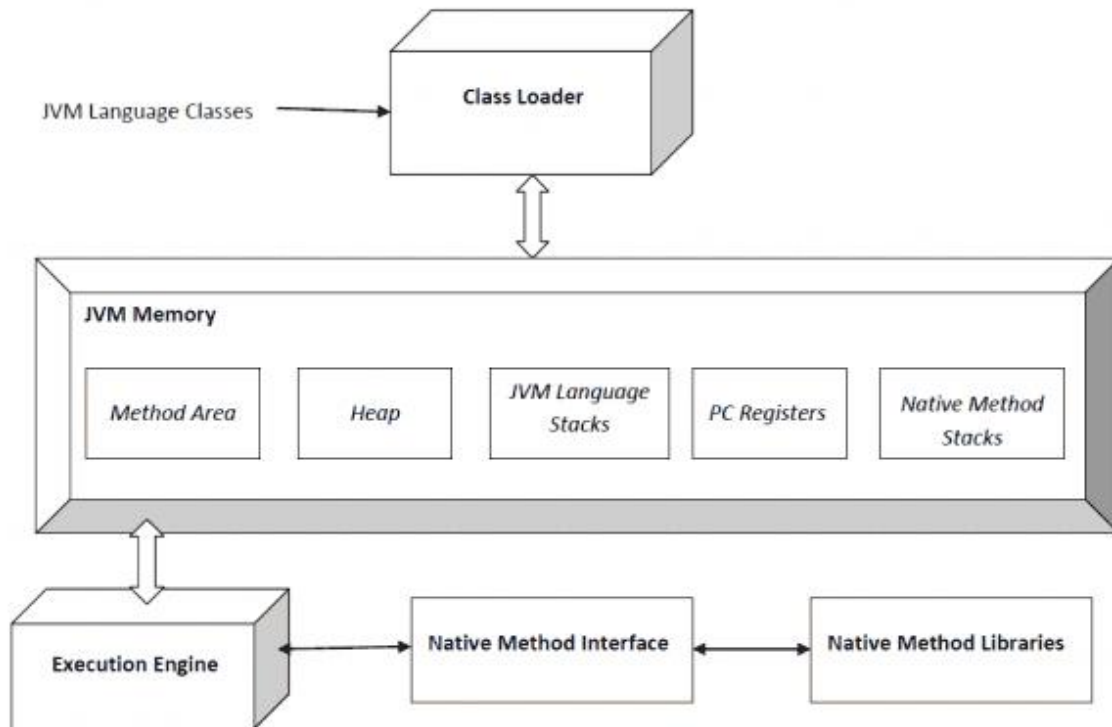 Class Loader
JVM Language Classes
JVM Memory
Method Area
Heap
JVM Language
Stacks
PC Registers
Native Method
Stacks
Execution Engine
Native Method Interface
Native Method Libraries